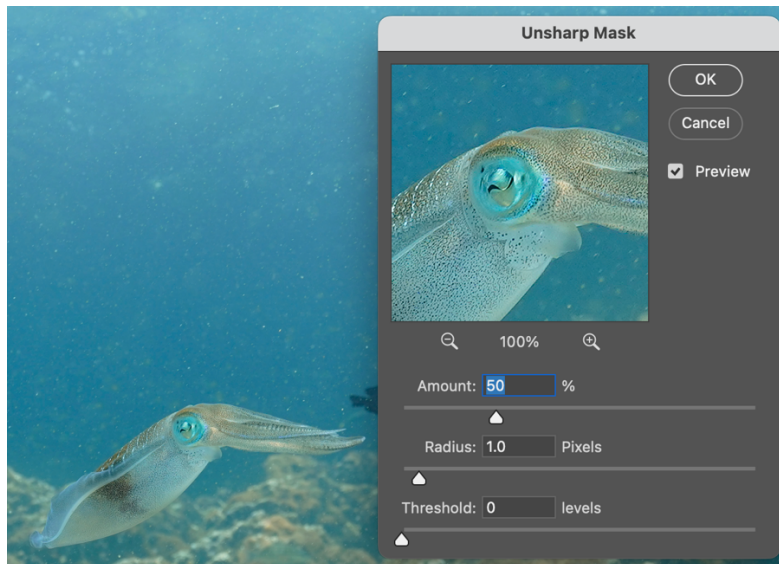 Unsharp Mask
OK
Cancel
Preview
100%
Amount: 50 %
Radius: 1.0 Pixels
Threshold: 0 levels